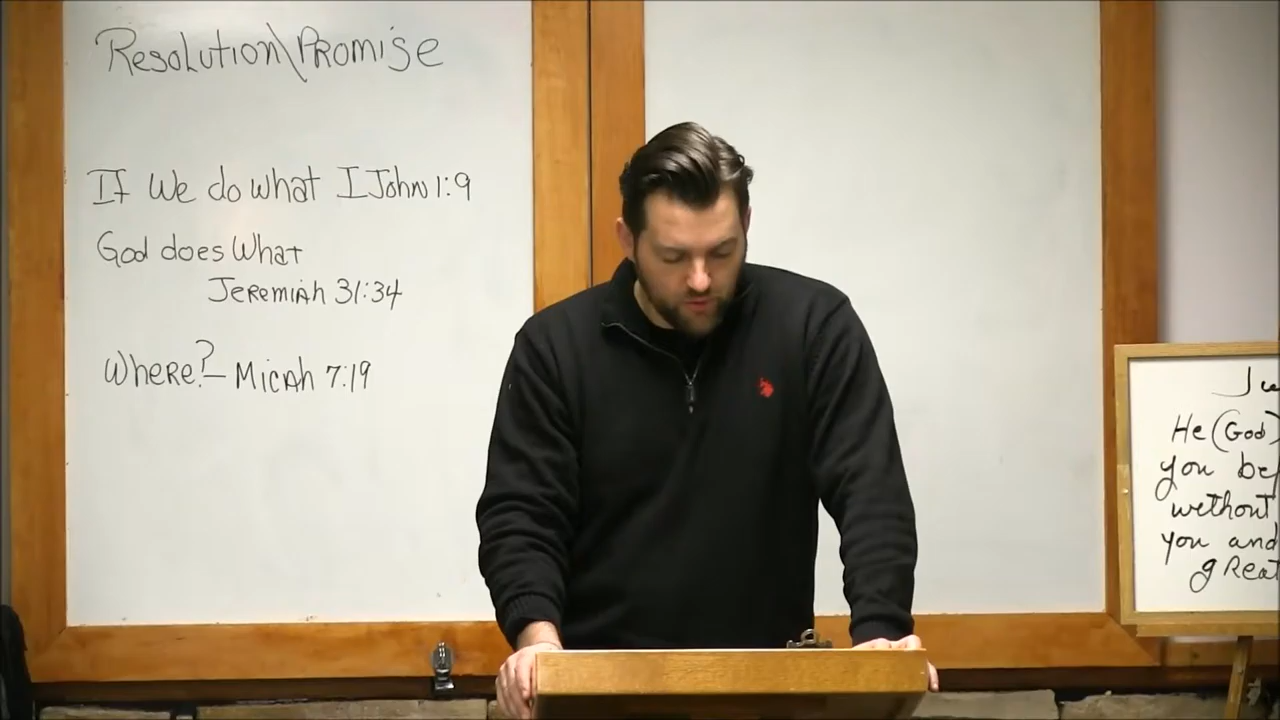 Resolution\Promise
If We do what I John 1:9
God does What
Jeremiah 31:34
Where? – Micah 7:19
He (God)
you be
without
you and
great